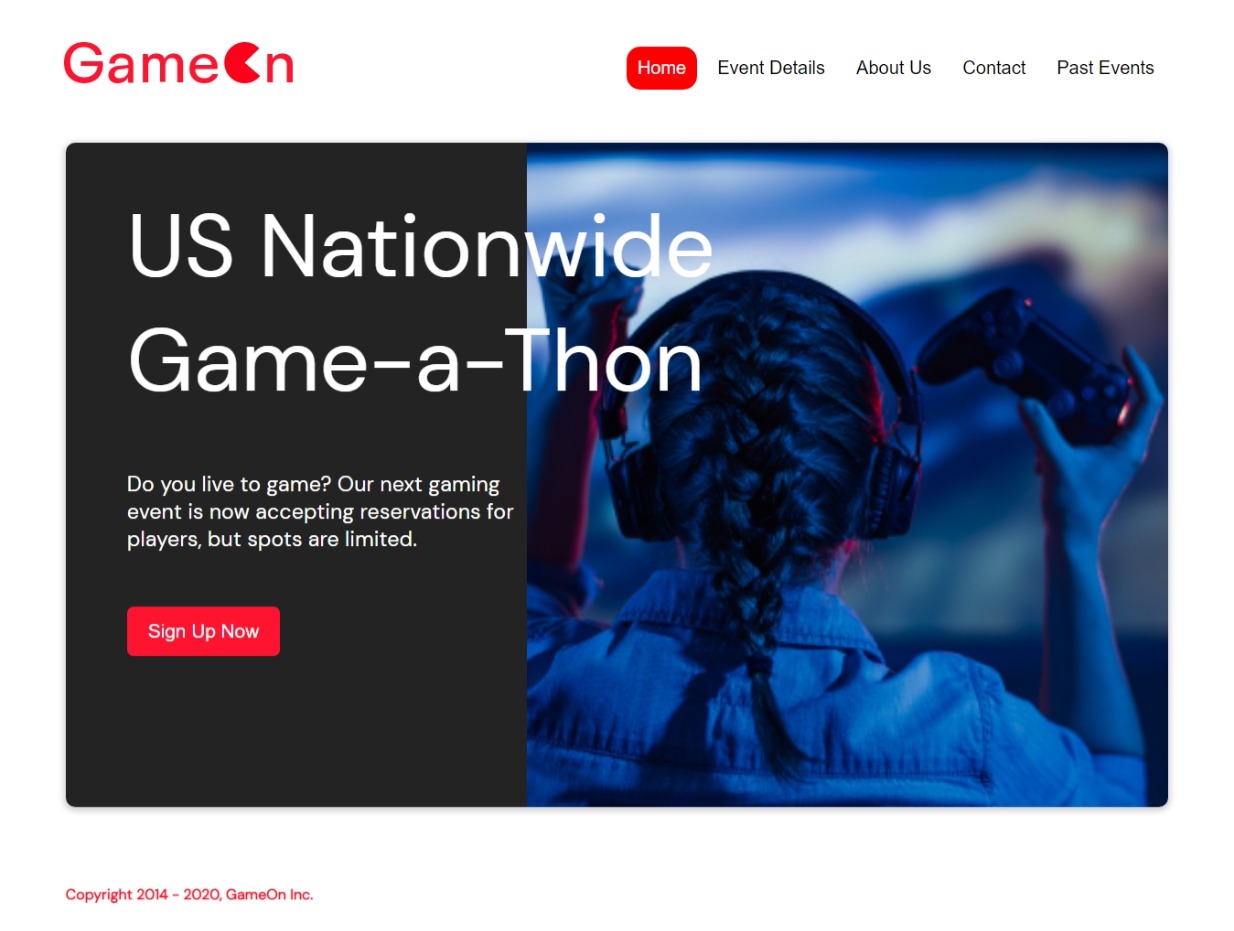 GameOn
Home Event Details About Us Contact Past Events
US Nationwide
Game-a-Thon
Do you live to game? Our next gaming
event is now accepting reservations for
players, but spots are limited.
Sign Up Now
Copyright 2014 - 2020, GameOn Inc.